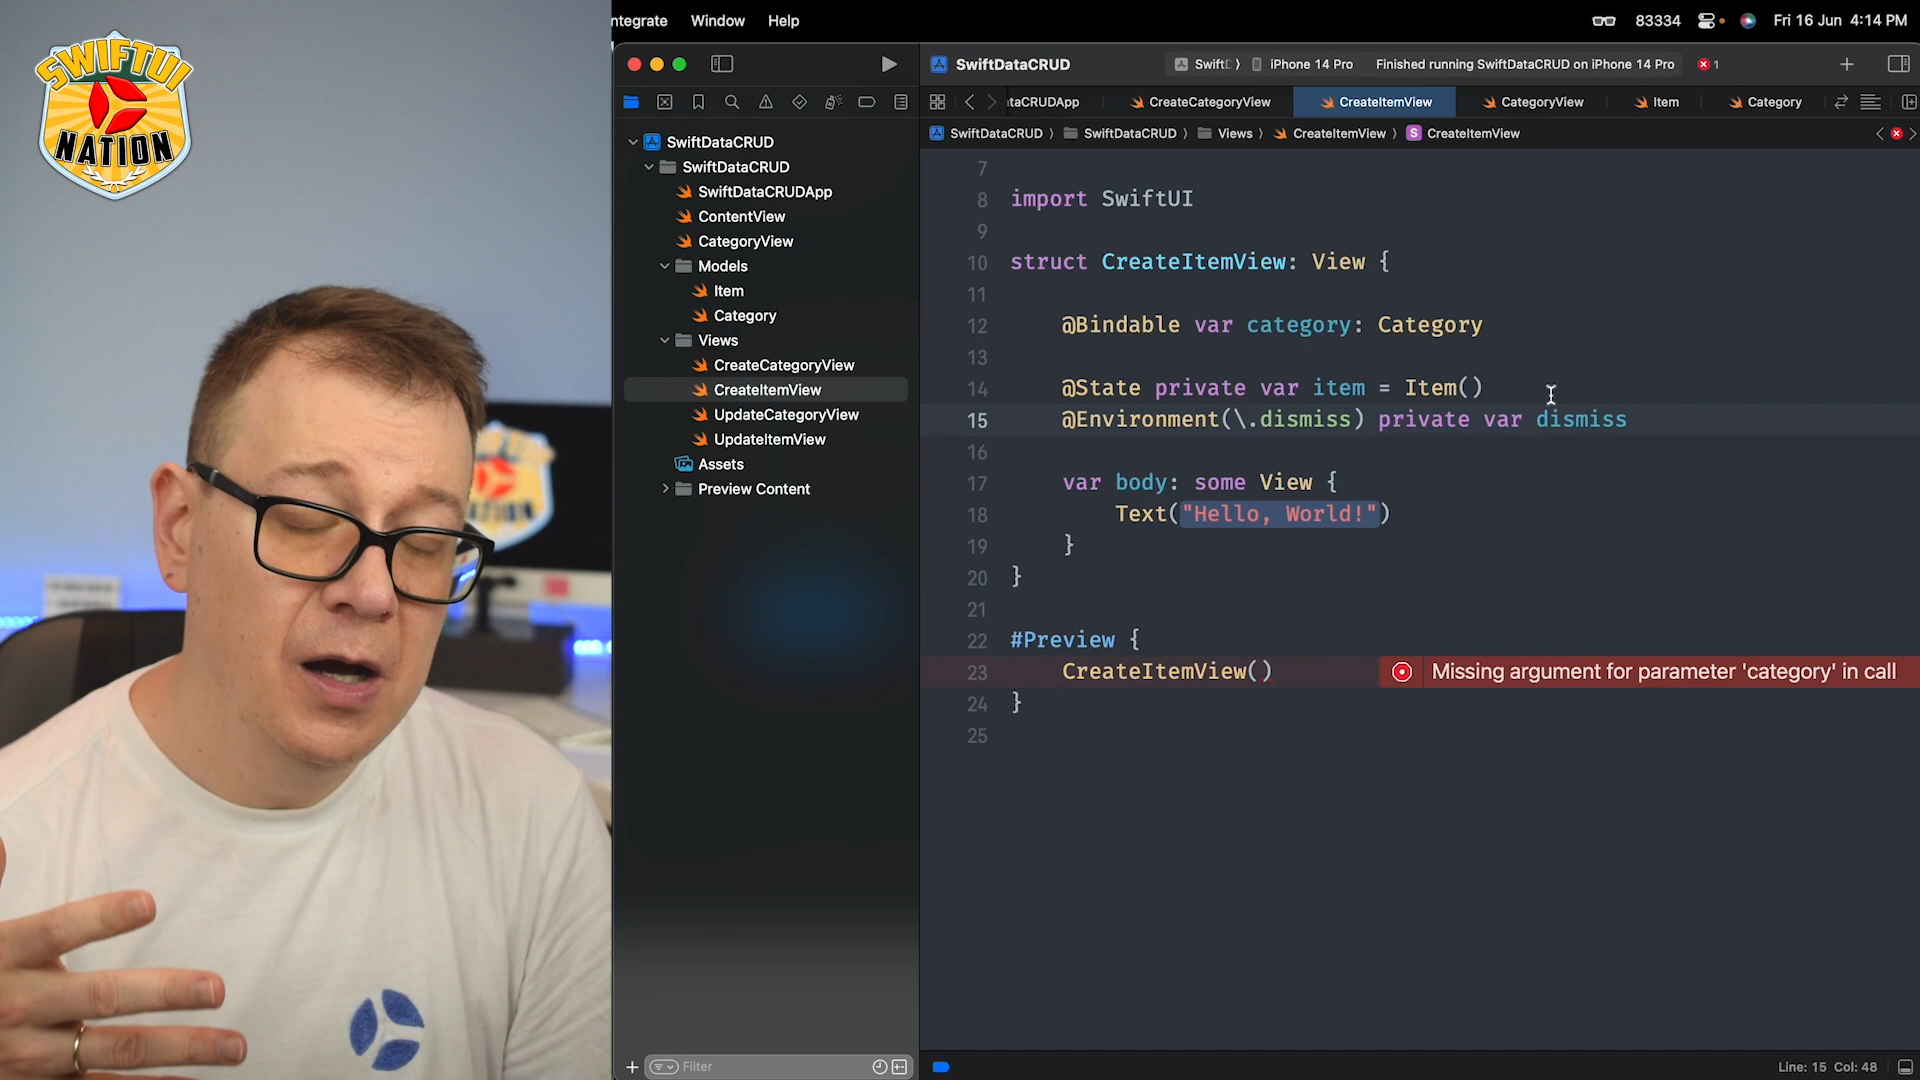 SWIFTUI
NATION
ntegrate Window Help
83334 Fri 16 Jun 4:14 PM
SwiftDataCRUD
SwiftD iPhone 14 Pro Finished running SwiftDataCRUD on iPhone 14 Pro 1
taCRUDApp CreateCategoryView CreateItemView CategoryView Item Category
SwiftDataCRUD SwiftDataCRUD Views CreateItemView S CreateItemView
SwiftDataCRUD
SwiftDataCRUD
SwiftDataCRUDApp
ContentView
CategoryView
Models
Item
Category
Views
CreateCategoryView
CreateItemView
UpdateCategoryView
UpdateItemView
Assets
Preview Content
Filter
7
8 import SwiftUI
9
10 struct CreateItemView: View {
11
12 @Bindable var category: Category
13
14 @State private var item = Item()
15 @Environment(\.dismiss) private var dismiss
16
17 var body: some View {
18 Text("Hello, World!")
19 }
20 }
21
22 #Preview {
23 CreateItemView() Missing argument for parameter 'category' in call
24 }
25
Line: 15 Col: 48